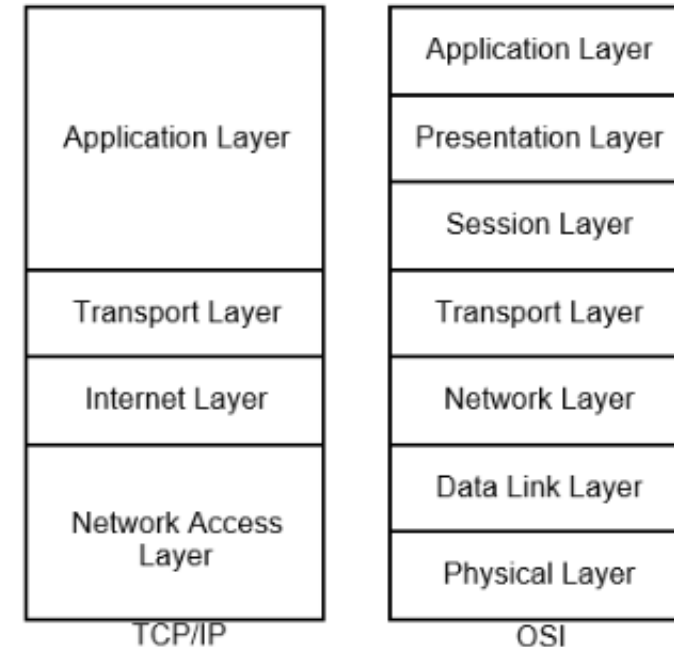 Application Layer
Transport Layer
Internet Layer
Network Access
Layer
TCP/IP
Application Layer
Presentation Layer
Session Layer
Transport Layer
Network Layer
Data Link Layer
Physical Layer
OSI